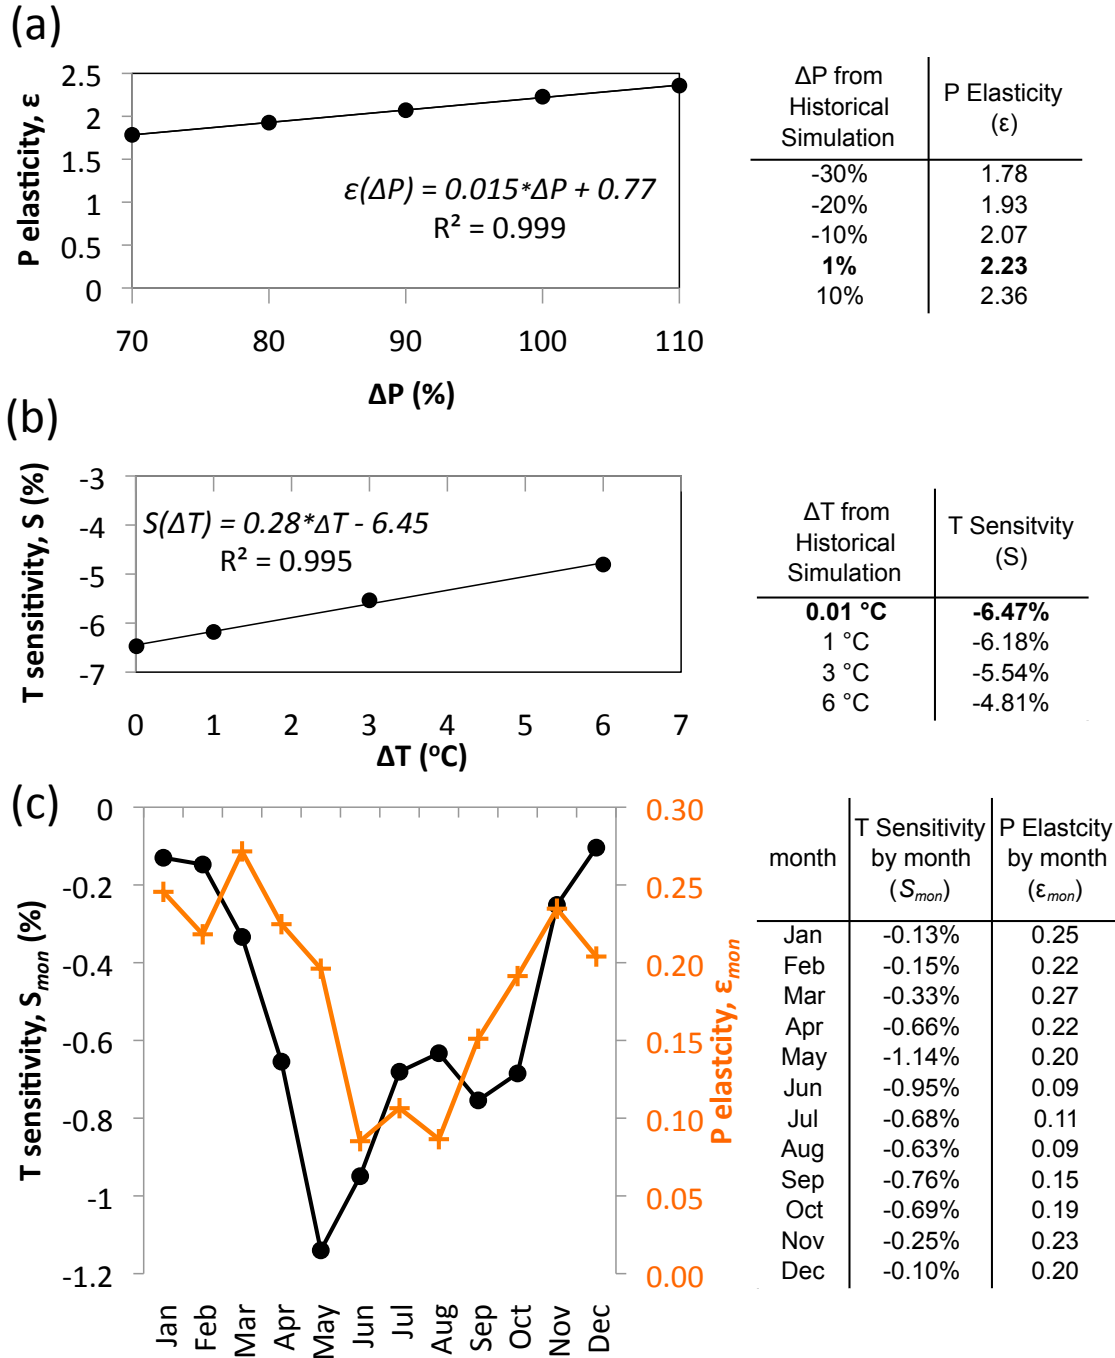 (a)
P elasticity, ε
2.5
2
1.5
1
0.5
0
ε(ΔP) = 0.015*ΔP + 0.77
R² = 0.999
70 80 90 100 110
ΔP (%)
ΔP from Historical Simulation | P Elasticity (ε)
-30% 1.78
-20% 1.93
-10% 2.07
1% 2.23
10% 2.36
(b)
T sensitivity, S (%)
-3
-4
-5
-6
-7
S(ΔT) = 0.28*ΔT - 6.45
R² = 0.995
0 1 2 3 4 5 6 7
ΔT (°C)
ΔT from Historical Simulation | T Sensitvity (S)
0.01 °C -6.47%
1 °C -6.18%
3 °C -5.54%
6 °C -4.81%
(c)
T sensitivity, Smon (%)
0
-0.2
-0.4
-0.6
-0.8
-1
-1.2
0.30
0.25
0.20
0.15
0.10
0.05
0.00
P elastcity, εmon
Jan Feb Mar Apr May Jun Jul Aug Sep Oct Nov Dec
month | T Sensitivity by month (Smon) | P Elastcity by month (εmon)
Jan -0.13% 0.25
Feb -0.15% 0.22
Mar -0.33% 0.27
Apr -0.66% 0.22
May -1.14% 0.20
Jun -0.95% 0.09
Jul -0.68% 0.11
Aug -0.63% 0.09
Sep -0.76% 0.15
Oct -0.69% 0.19
Nov -0.25% 0.23
Dec -0.10% 0.20